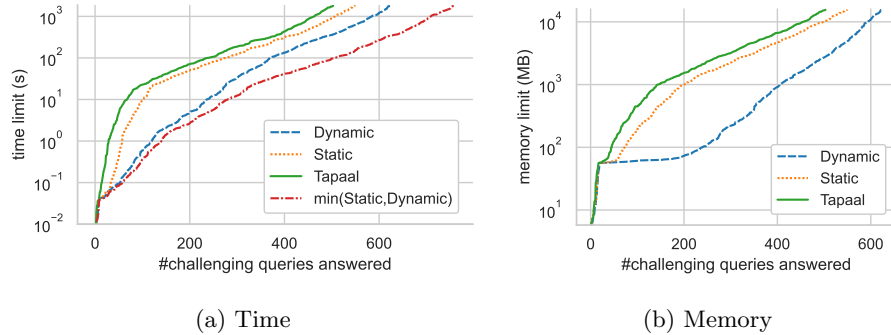 10³
10²
10¹
10⁰
10⁻¹
10⁻²
time limit (s)
0
200
400
600
#challenging queries answered
Dynamic
Static
Tapaal
min(Static,Dynamic)
(a) Time
10⁴
10³
10²
10¹
memory limit (MB)
0
200
400
600
#challenging queries answered
Dynamic
Static
Tapaal
(b) Memory